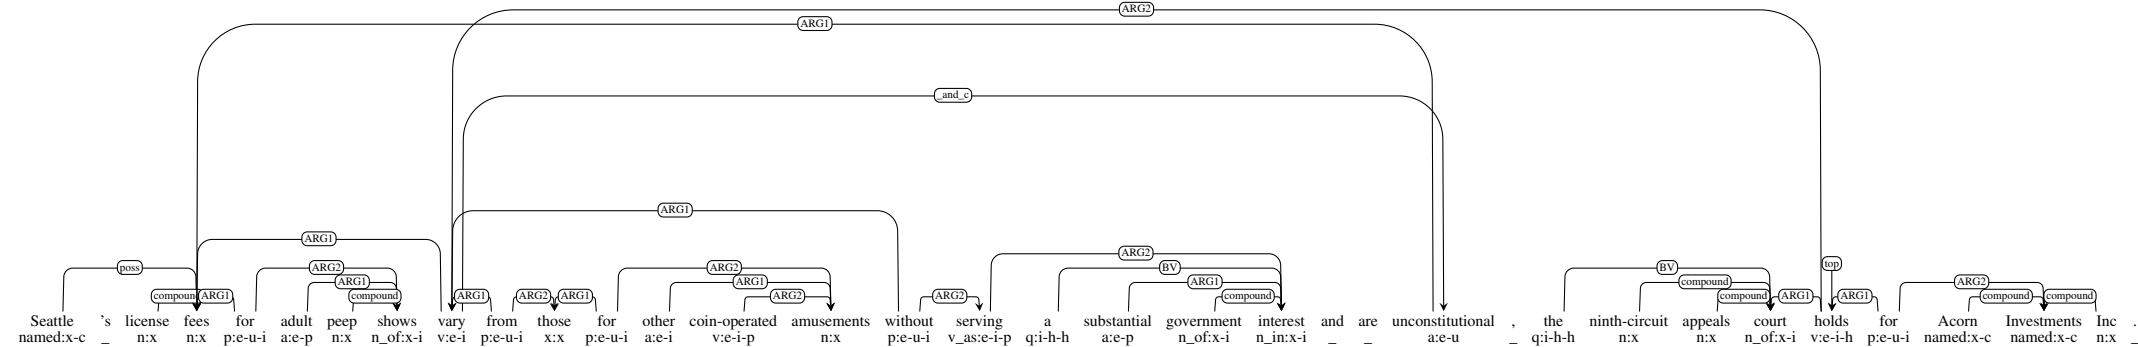 ARG2
ARG1
_and_c
ARG1
ARG1
ARG2
poss ARG2 ARG2 BV BV top
ARG1 ARG1 ARG1 compound ARG2
compound ARG1 compound ARG1 ARG2 ARG1 ARG2 ARG2 compound compound ARG1 ARG1 compound compound
Seattle 's license fees for adult peep shows vary from those for other coin-operated amusements without serving a substantial government interest and are unconstitutional , the ninth-circuit appeals court holds for Acorn Investments Inc .
named:x-c _ n:x n:x p:e-u-i a:e-p n:x n_of:x-i v:e-i p:e-u-i x:x p:e-u-i a:e-i v:e-i-p n:x p:e-u-i v_as:e-i-p q:i-h-h a:e-p n_of:x-i n_in:x-i _ _ a:e-u _ q:i-h-h n:x n:x n_of:x-i v:e-i-h p:e-u-i named:x-c named:x-c n:x _